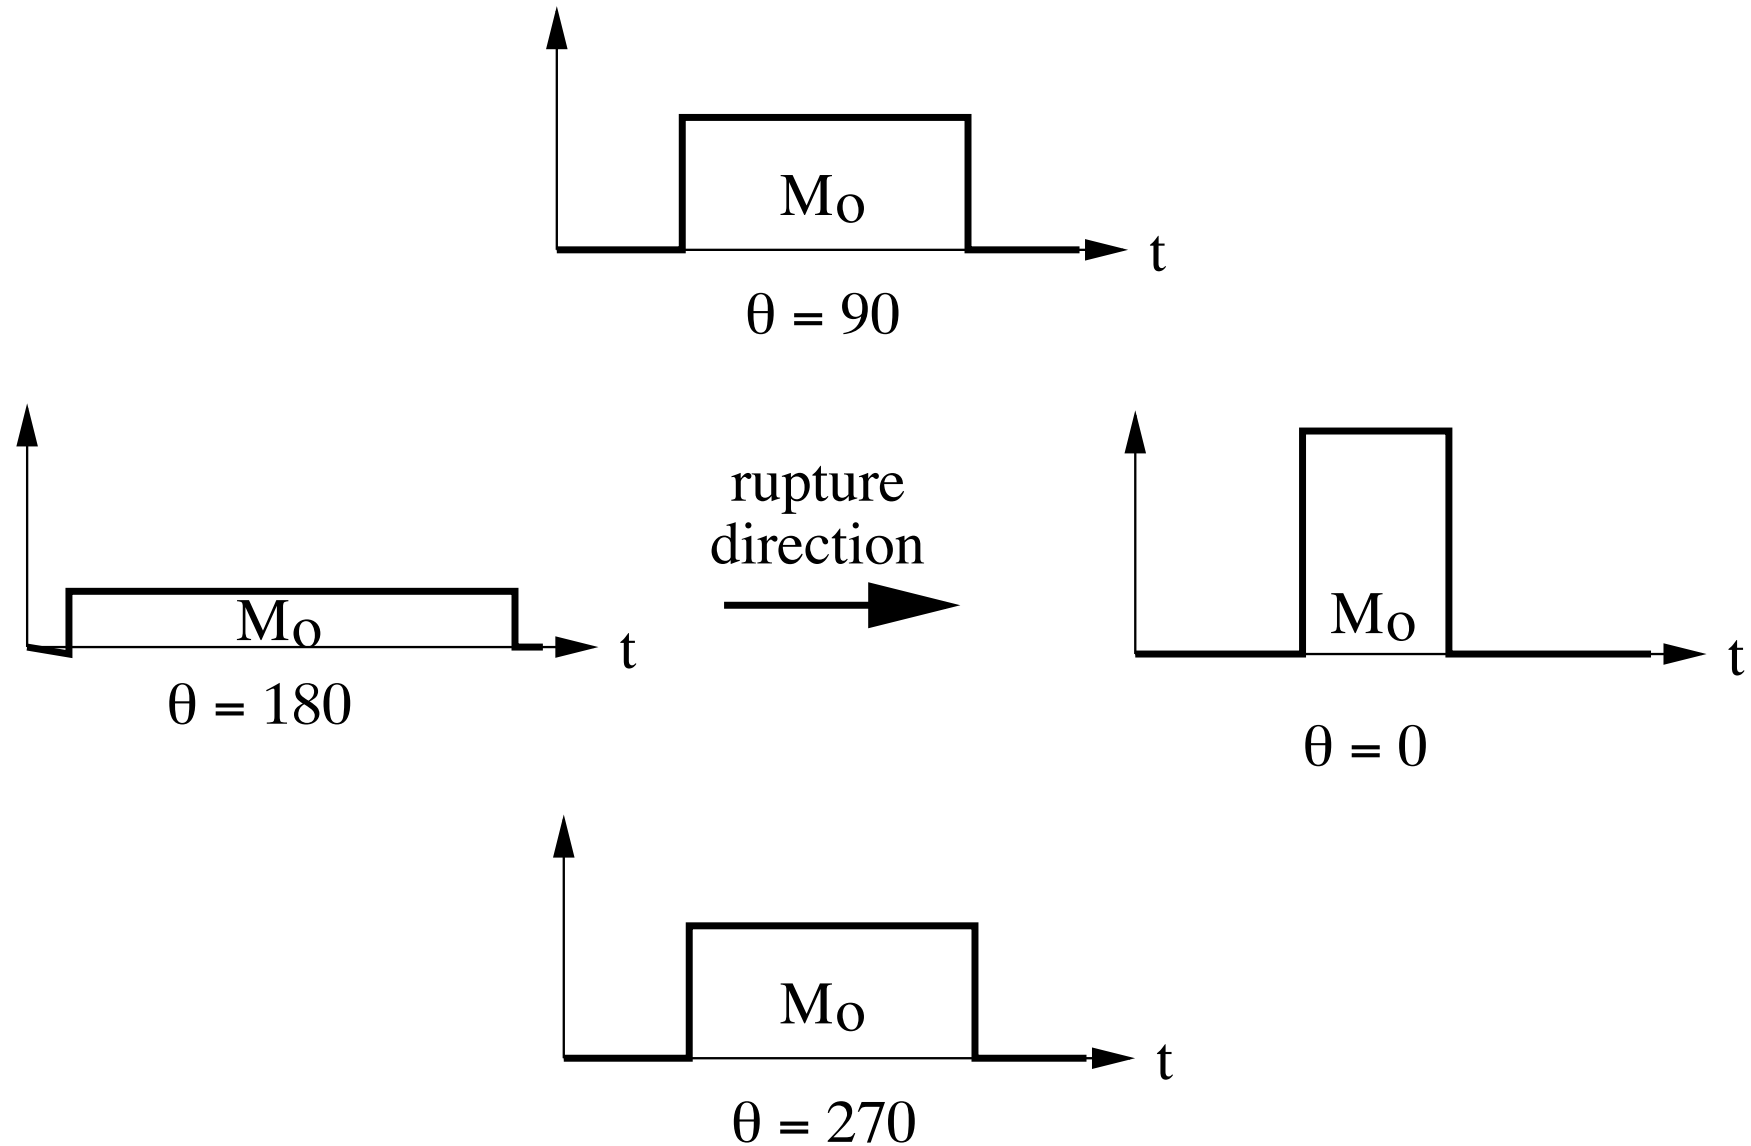 Mo
t
θ = 90
rupture
direction
Mo
t
θ = 180
Mo
t
θ = 0
Mo
t
θ = 270